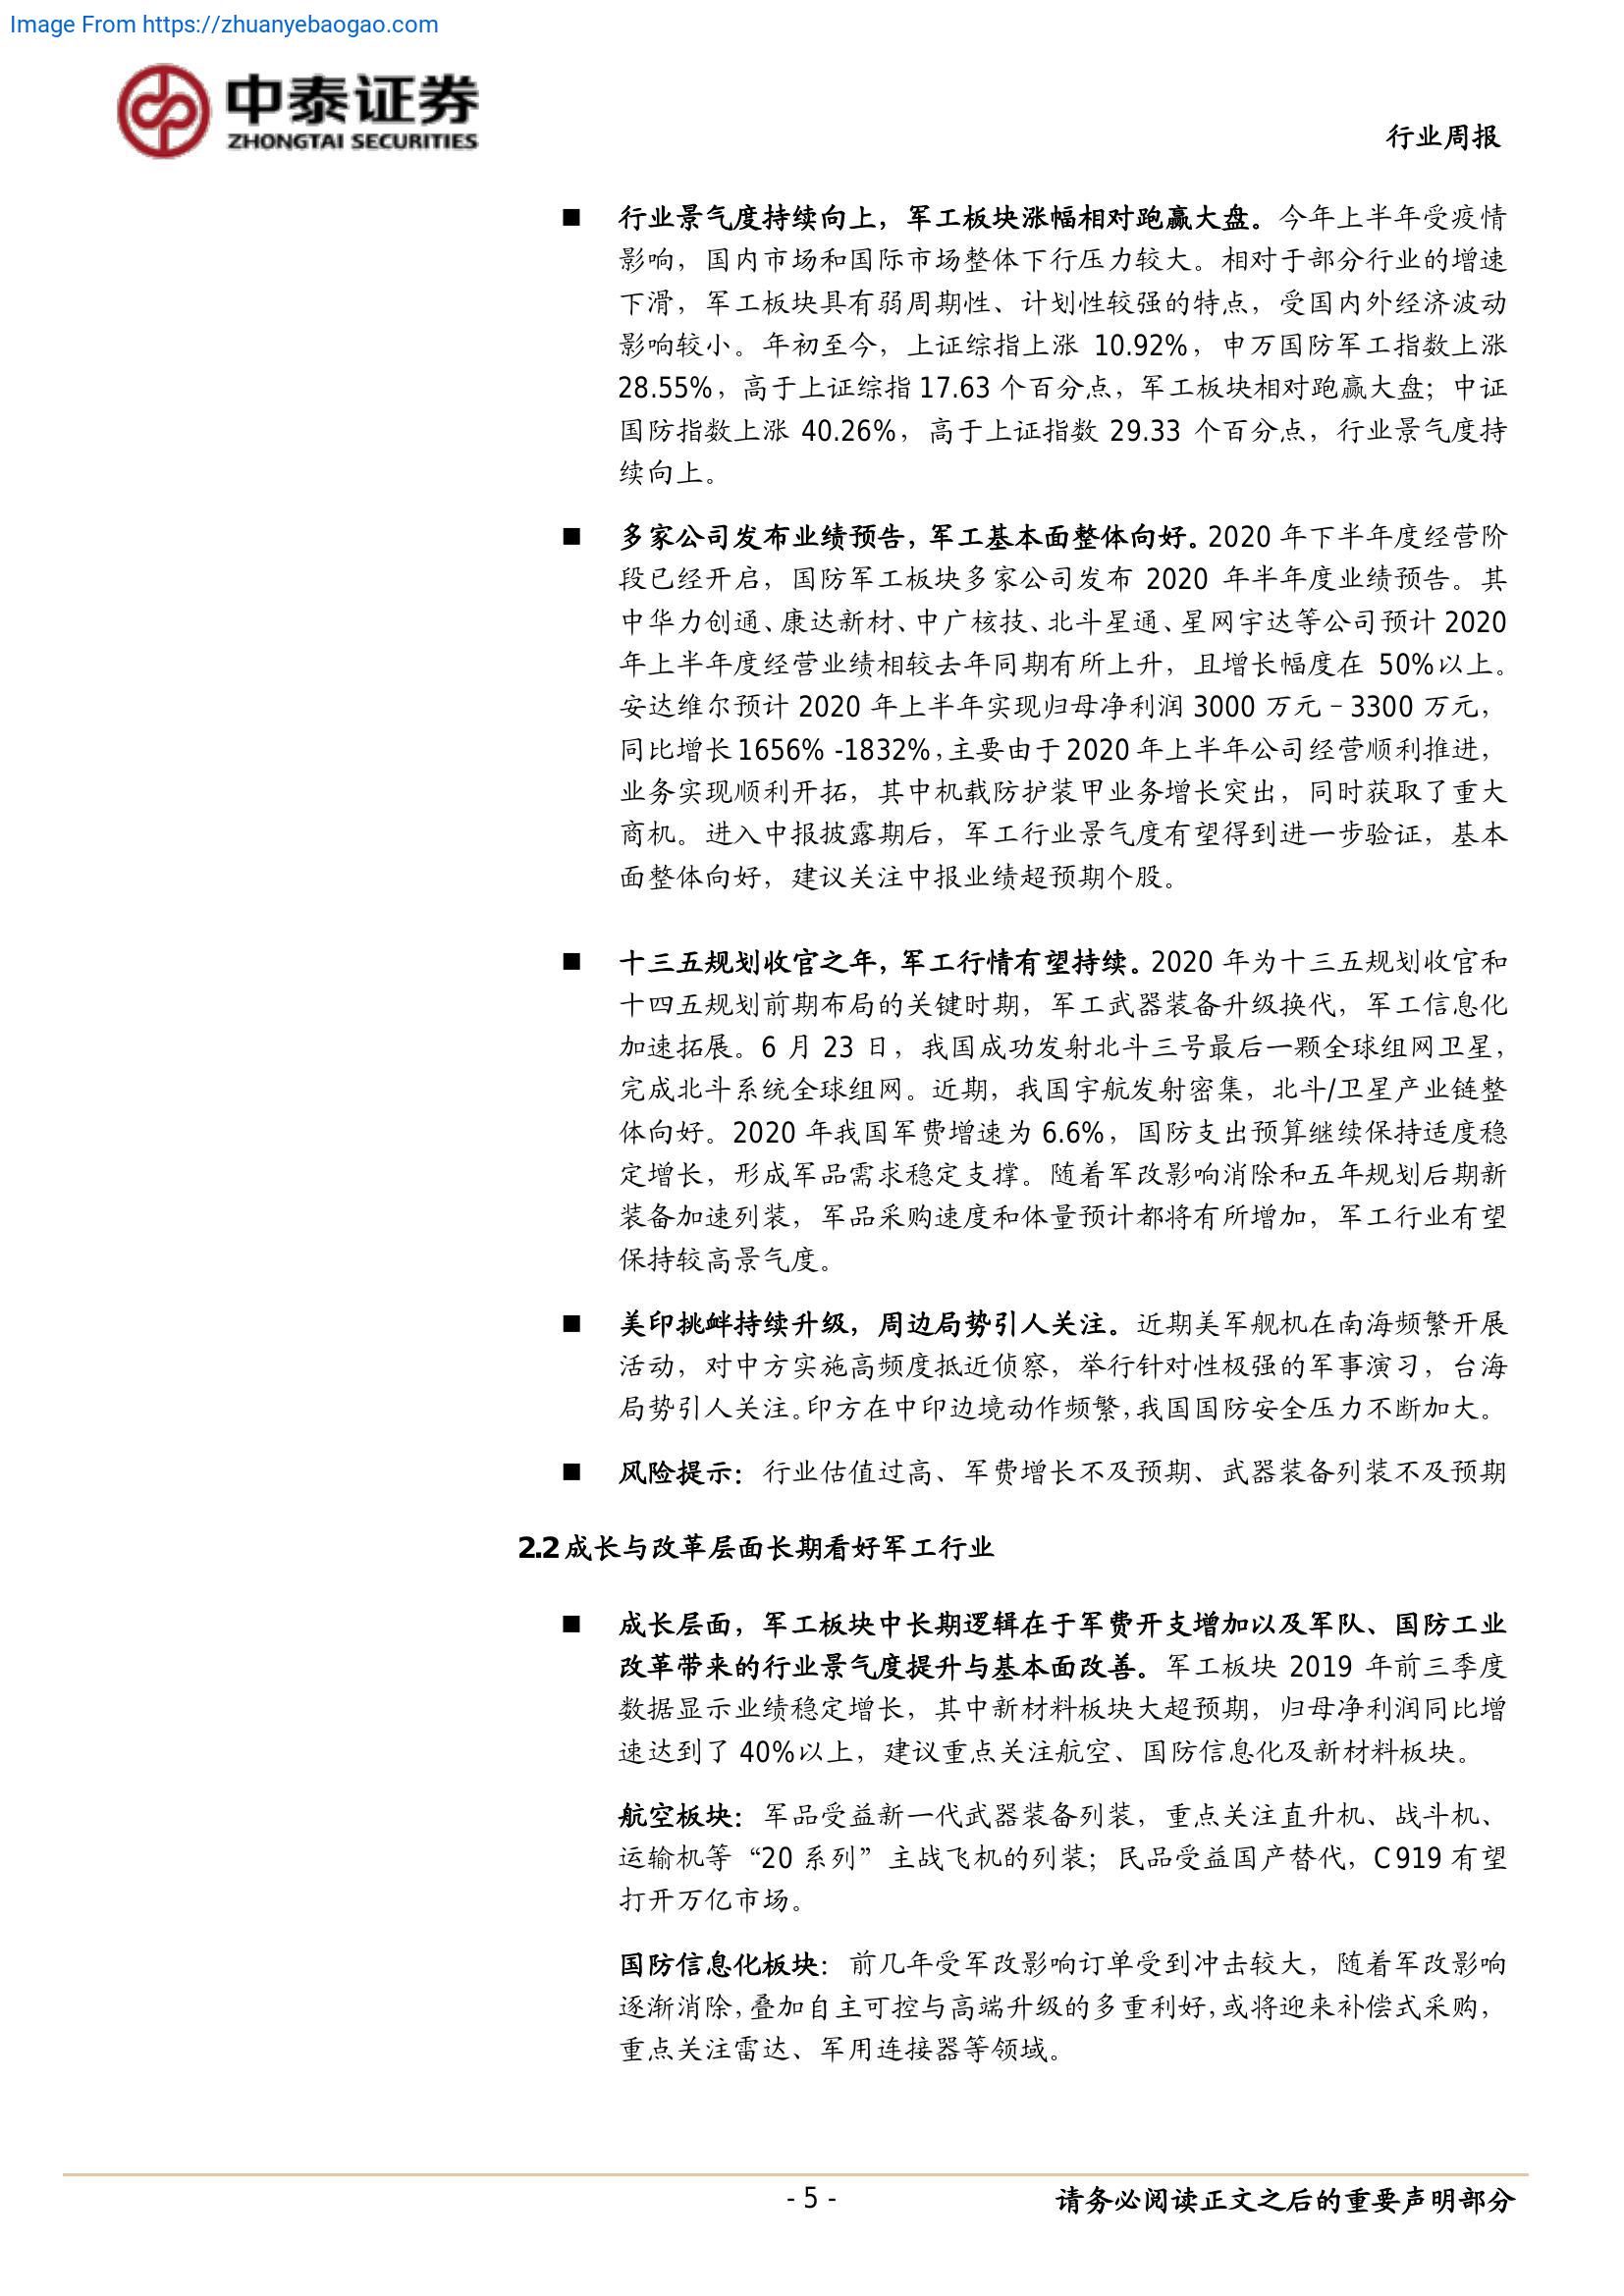 Image From https://zhuanyebaogao.com
中泰证券
ZHONGTAI SECURITIES
行业周报
■ 行业景气度持续向上，军工板块涨幅相对跑赢大盘。今年上半年受疫情
影响，国内市场和国际市场整体下行压力较大。相对于部分行业的增速
下滑，军工板块具有弱周期性、计划性较强的特点，受国内外经济波动
影响较小。年初至今，上证综指上涨 10.92%，申万国防军工指数上涨
28.55%，高于上证综指 17.63 个百分点，军工板块相对跑赢大盘；中证
国防指数上涨 40.26%，高于上证指数 29.33 个百分点，行业景气度持
续向上。
■ 多家公司发布业绩预告，军工基本面整体向好。2020 年下半年度经营阶
段已经开启，国防军工板块多家公司发布 2020 年半年度业绩预告。其
中华力创通、康达新材、中广核技、北斗星通、星网宇达等公司预计 2020
年上半年度经营业绩相较去年同期有所上升，且增长幅度在 50%以上。
安达维尔预计 2020 年上半年实现归母净利润 3000 万元–3300 万元，
同比增长 1656% -1832%，主要由于 2020 年上半年公司经营顺利推进，
业务实现顺利开拓，其中机载防护装甲业务增长突出，同时获取了重大
商机。进入中报披露期后，军工行业景气度有望得到进一步验证，基本
面整体向好，建议关注中报业绩超预期个股。
■ 十三五规划收官之年，军工行情有望持续。2020 年为十三五规划收官和
十四五规划前期布局的关键时期，军工武器装备升级换代，军工信息化
加速拓展。6 月 23 日，我国成功发射北斗三号最后一颗全球组网卫星，
完成北斗系统全球组网。近期，我国宇航发射密集，北斗/卫星产业链整
体向好。2020 年我国军费增速为 6.6%，国防支出预算继续保持适度稳
定增长，形成军品需求稳定支撑。随着军改影响消除和五年规划后期新
装备加速列装，军品采购速度和体量预计都将有所增加，军工行业有望
保持较高景气度。
■ 美印挑衅持续升级，周边局势引人关注。近期美军舰机在南海频繁开展
活动，对中方实施高频度抵近侦察，举行针对性极强的军事演习，台海
局势引人关注。印方在中印边境动作频繁，我国国防安全压力不断加大。
■ 风险提示：行业估值过高、军费增长不及预期、武器装备列装不及预期
2.2 成长与改革层面长期看好军工行业
■ 成长层面，军工板块中长期逻辑在于军费开支增加以及军队、国防工业
改革带来的行业景气度提升与基本面改善。军工板块 2019 年前三季度
数据显示业绩稳定增长，其中新材料板块大超预期，归母净利润同比增
速达到了 40%以上，建议重点关注航空、国防信息化及新材料板块。
航空板块：军品受益新一代武器装备列装，重点关注直升机、战斗机、
运输机等“20 系列”主战飞机的列装；民品受益国产替代，C919 有望
打开万亿市场。
国防信息化板块：前几年受军改影响订单受到冲击较大，随着军改影响
逐渐消除，叠加自主可控与高端升级的多重利好，或将迎来补偿式采购，
重点关注雷达、军用连接器等领域。
- 5 -
请务必阅读正文之后的重要声明部分